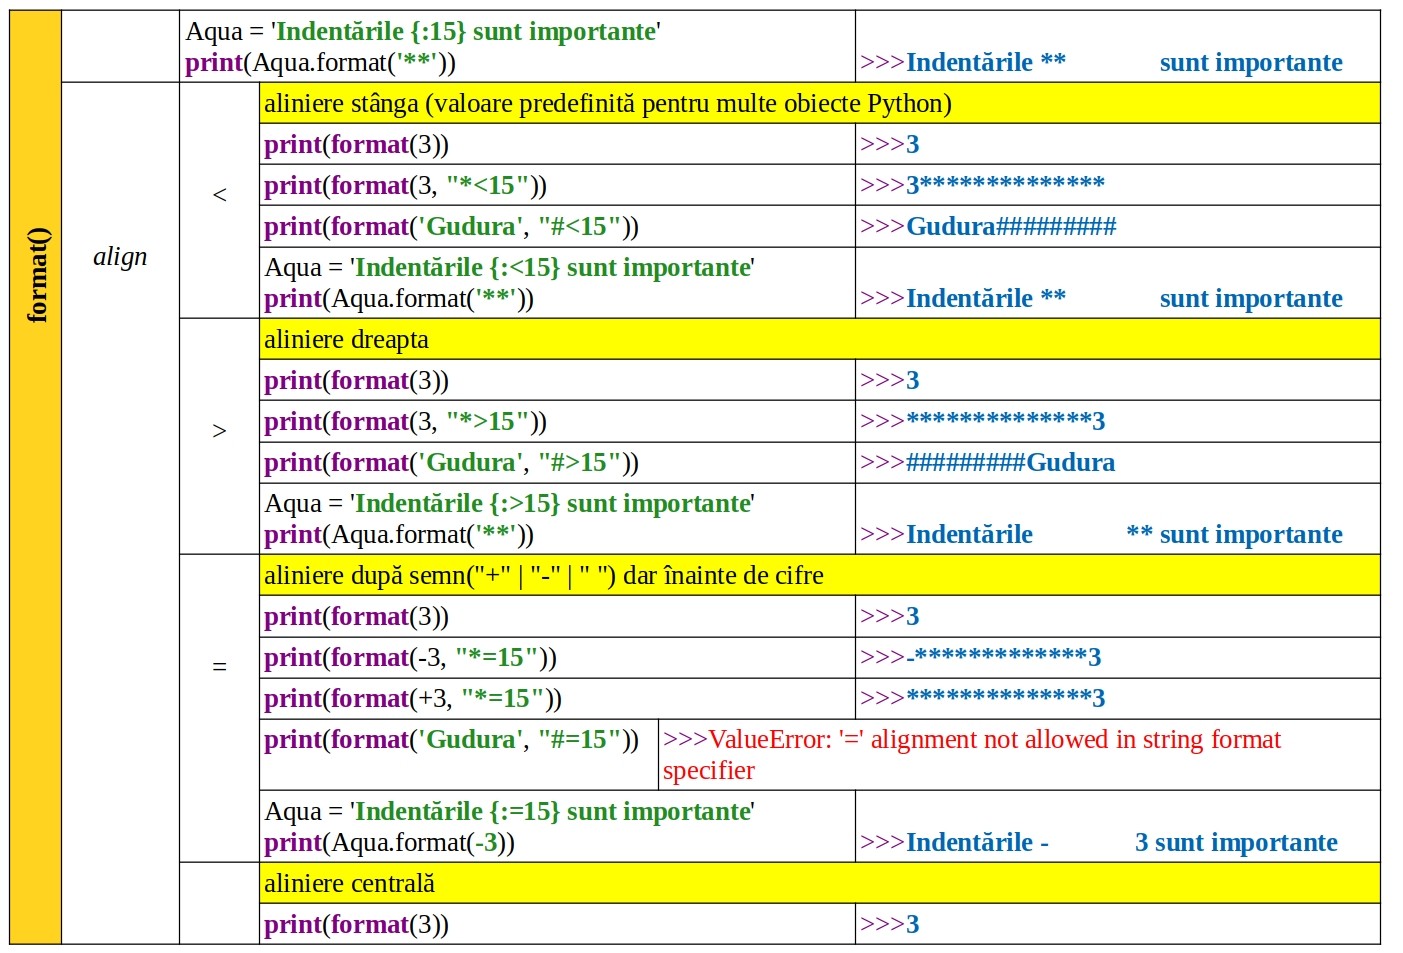 Aqua = 'Indentările {:15} sunt importante'
print(Aqua.format('**'))
>>>Indentările **              sunt importante
format()
align
<
aliniere stânga (valoare predefinită pentru multe obiecte Python)
print(format(3))
>>>3
print(format(3, "*<15"))
>>>3**************
print(format('Gudura', "#<15"))
>>>Gudura#########
Aqua = 'Indentările {:<15} sunt importante'
print(Aqua.format('**'))
>>>Indentările **              sunt importante
>
aliniere dreapta
print(format(3))
>>>3
print(format(3, "*>15"))
>>>**************3
print(format('Gudura', "#>15"))
>>>#########Gudura
Aqua = 'Indentările {:>15} sunt importante'
print(Aqua.format('**'))
>>>Indentările              ** sunt importante
=
aliniere după semn("+" | "-" | " ") dar înainte de cifre
print(format(3))
>>>3
print(format(-3, "*=15"))
>>>-*************3
print(format(+3, "*=15"))
>>>**************3
print(format('Gudura', "#=15"))
>>>ValueError: '=' alignment not allowed in string format
specifier
Aqua = 'Indentările {:=15} sunt importante'
print(Aqua.format(-3))
>>>Indentările -             3 sunt importante
aliniere centrală
print(format(3))
>>>3